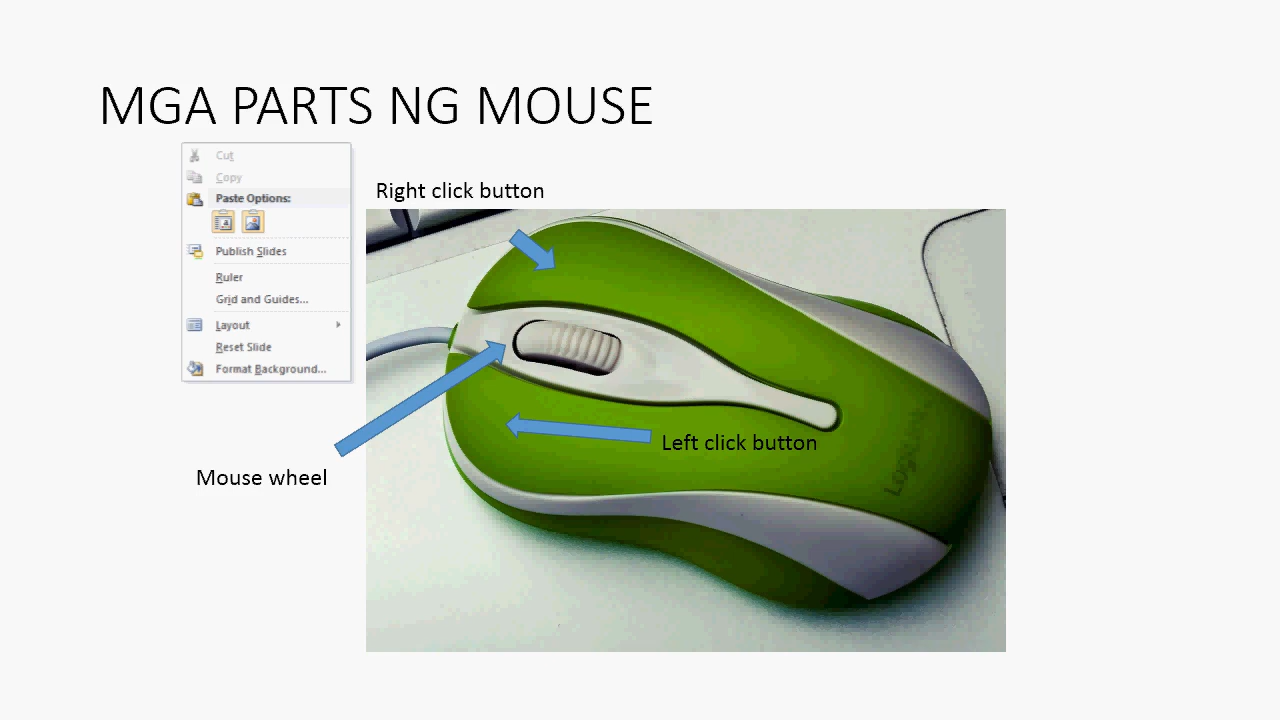 MGA PARTS NG MOUSE
Cut
Copy
Paste Options:
Publish Slides
Ruler
Grid and Guides...
Layout
Reset Slide
Format Background...
Right click button
Left click button
Mouse wheel
LogiLink